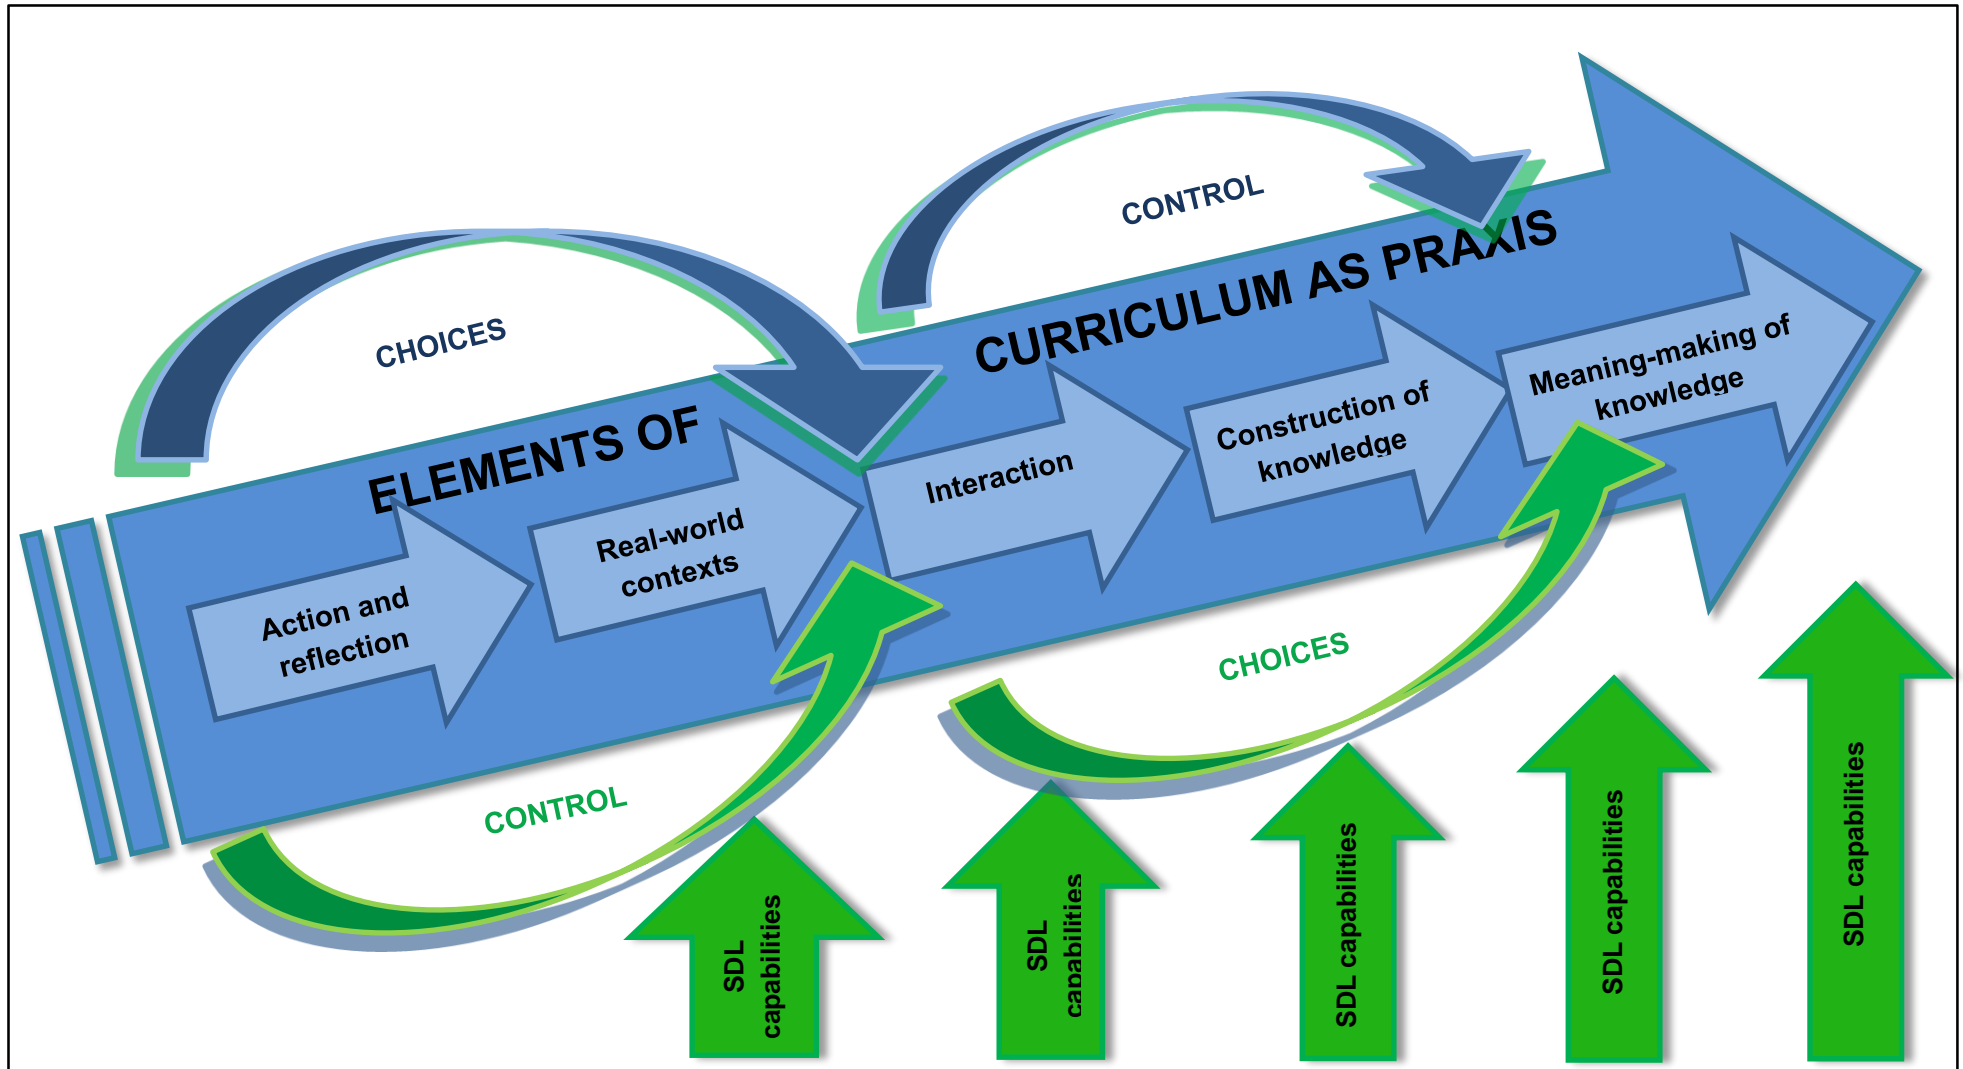 CONTROL
CHOICES
ELEMENTS OF
CURRICULUM AS PRAXIS
Action and
reflection
Real-world
contexts
Interaction
Construction of
knowledge
Meaning-making of
knowledge
CONTROL
CHOICES
SDL
capabilities
SDL
capabilities
SDL capabilities
SDL capabilities
SDL capabilities